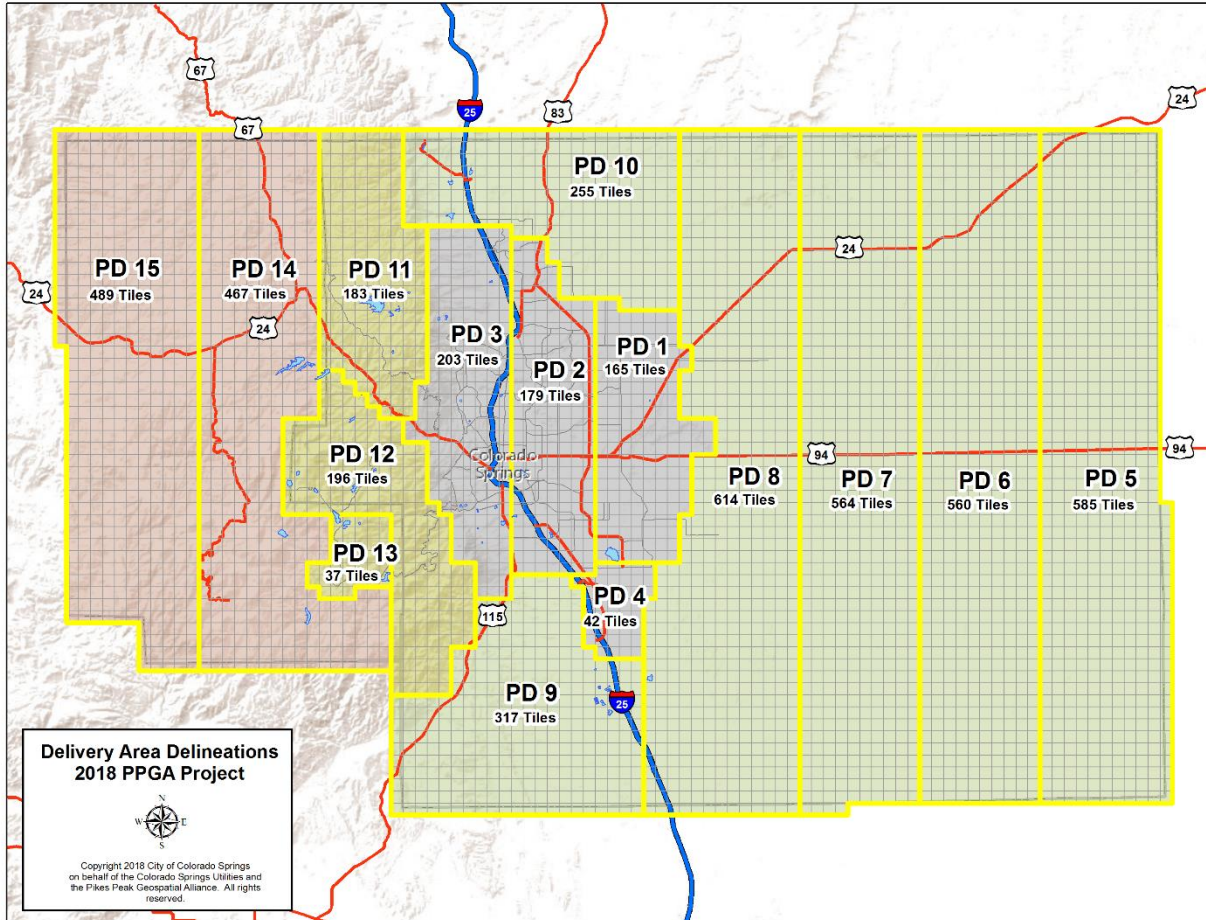 67
25
83
24
67
PD 10
255 Tiles
24
PD 15
489 Tiles
PD 14
467 Tiles
PD 11
183 Tiles
24
24
PD 3
203 Tiles
PD 2
179 Tiles
PD 1
165 Tiles
PD 12
196 Tiles
Colorado
Springs
94
94
PD 8
614 Tiles
PD 7
564 Tiles
PD 6
560 Tiles
PD 5
585 Tiles
PD 13
37 Tiles
PD 4
42 Tiles
115
PD 9
317 Tiles
25
Delivery Area Delineations
2018 PPGA Project
N
W E
S
Copyright 2018 City of Colorado Springs
on behalf of the Colorado Springs Utilities and
the Pikes Peak Geospatial Alliance. All rights
reserved.